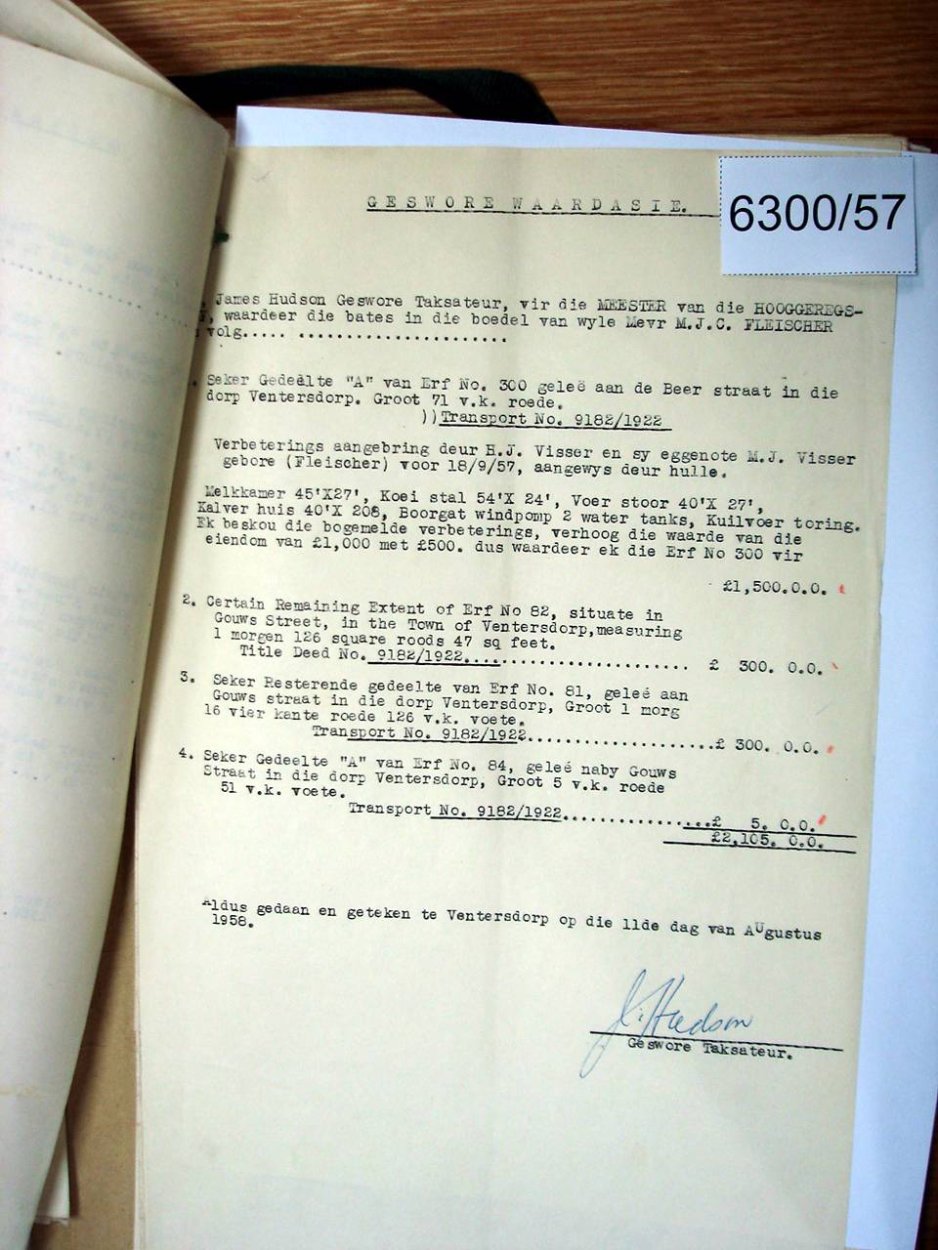 GESWORE WAARDASIE.
6300/57
James Hudson Geswore Taksateur, vir die MEESTER van die HOOGGEREGS-
, waardeer die bates in die boedel van wyle Mevr M.J.C. FLEISCHER
volg..... .....................
Seker Gedeelte "A" van Erf No. 300 geleë aan de Beer straat in die
dorp Ventersdorp. Groot 71 v.k. roede.
))Transport No. 9182/1922
Verbeterings aangebring deur H.J. Visser en sy eggenote M.J. Visser
gebore (Fleischer) voor 18/9/57, aangewys deur hulle.
Melkkamer 45'X27', Koei stal 54'X 24', Voer stoor 40'X 27',
Kalver huis 40'X 208, Boorgat windpomp 2 water tanks, Kuilvoer toring.
Ek beskou die bogemelde verbeterings, verhoog die waarde van die
eiendom van £1,000 met £500. dus waardeer ek die Erf No 300 vir
£1,500.0.0.
2. Certain Remaining Extent of Erf No 82, situate in
Gouws Street, in the Town of Ventersdorp,measuring
1 morgen 126 square roods 47 sq feet.
Title Deed No. 9182/1922....................... £ 300. 0.0.
3. Seker Resterende gedeelte van Erf No. 81, geleé aan
Gouws straat in die dorp Ventersdorp, Groot 1 morg
16 vier kante roede 126 v.k. voete.
Transport No. 9182/1922....................£ 300. 0.0.
4. Seker Gedeelte "A" van Erf No. 84, geleé naby Gouws
Straat in die dorp Ventersdorp, Groot 5 v.k. roede
51 v.k. voete.
Transport No. 9182/1922.................£ 5. 0.0.
£2,105. 0.0.
Aldus gedaan en geteken te Ventersdorp op die 11de dag van AUgustus
1958.
J. Hudson
Geswore Taksateur.